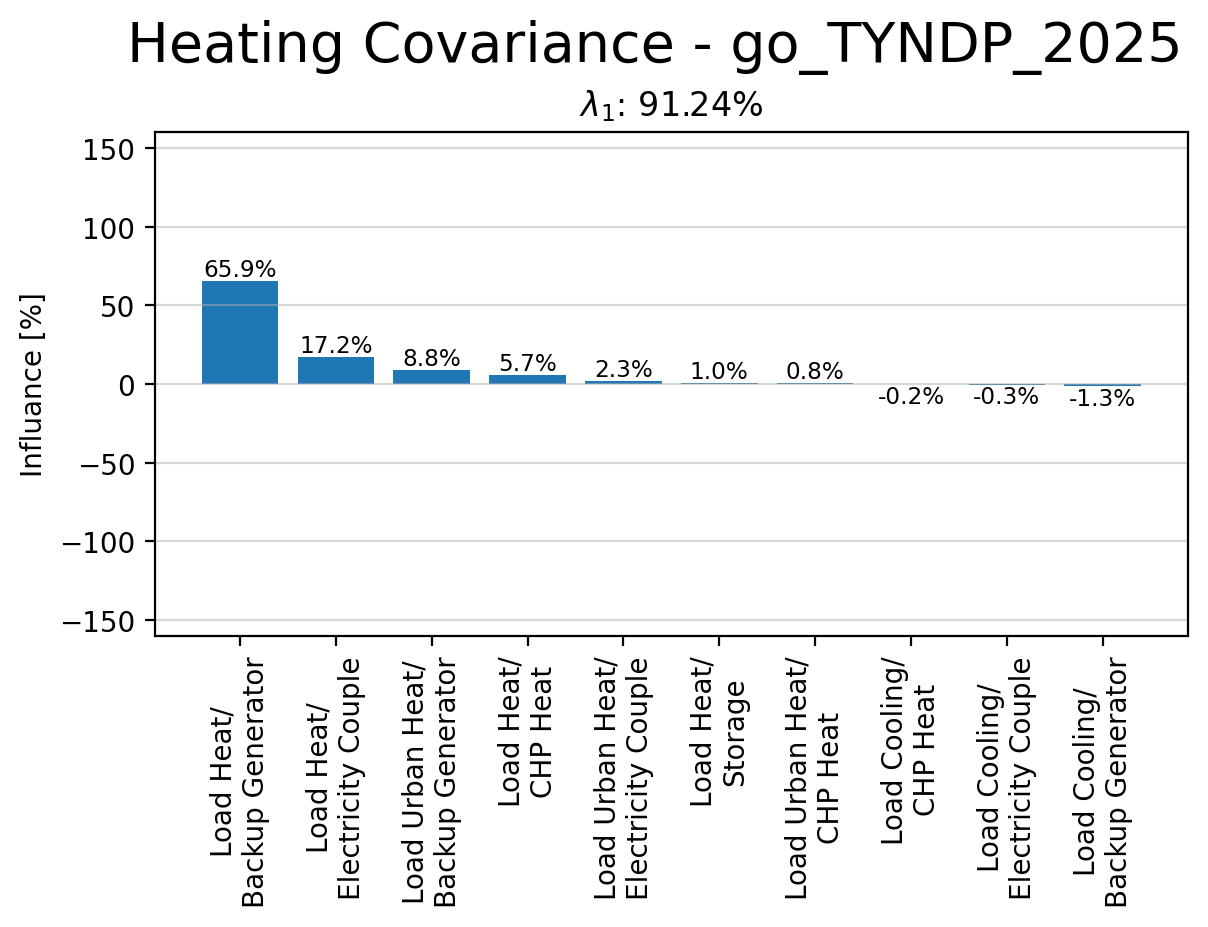 Heating Covariance - go_TYNDP_2025
λ₁: 91.24%
Influance [%]
150
100
50
0
−50
−100
−150
65.9%
17.2%
8.8%
5.7%
2.3%
1.0%
0.8%
-0.2%
-0.3%
-1.3%
Load Heat/
Backup Generator
Load Heat/
Electricity Couple
Load Urban Heat/
Backup Generator
Load Heat/
CHP Heat
Load Urban Heat/
Electricity Couple
Load Heat/
Storage
Load Urban Heat/
CHP Heat
Load Cooling/
CHP Heat
Load Cooling/
Electricity Couple
Load Cooling/
Backup Generator